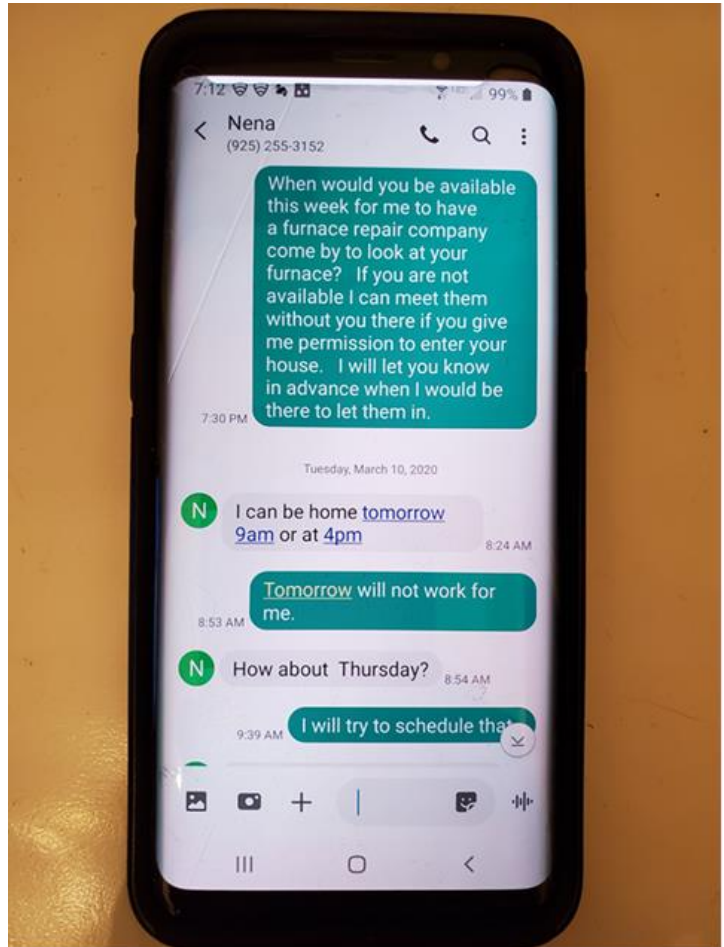 7:12
99%
Nena
(925) 255-3152
When would you be available
this week for me to have
a furnace repair company
come by to look at your
furnace?   If you are not
available I can meet them
without you there if you give
me permission to enter your
house.   I will let you know
in advance when I would be
there to let them in.
7:30 PM
Tuesday, March 10, 2020
N
I can be home tomorrow
9am or at 4pm
8:24 AM
Tomorrow will not work for
me.
8:53 AM
N
How about  Thursday?
8:54 AM
I will try to schedule that
9:39 AM